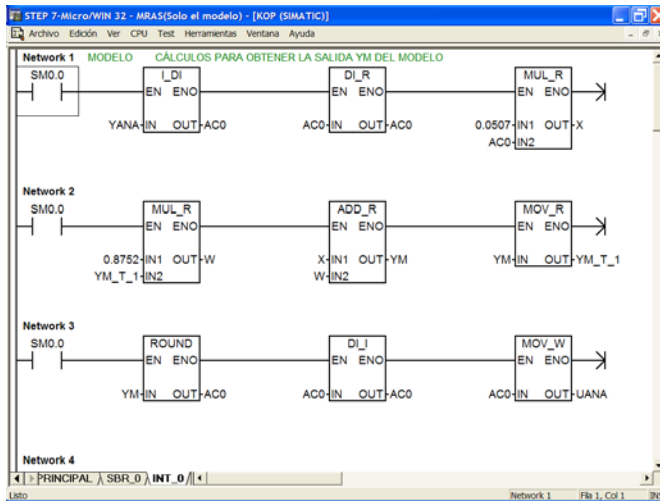 STEP 7-Micro/WIN 32 - MRAS(Solo el modelo) - [KOP (SIMATIC)]
Archivo Edición Ver CPU Test Herramientas Ventana Ayuda
Network 1 MODELO CÁLCULOS PARA OBTENER LA SALIDA YM DEL MODELO
SM0.0 I_DI DI_R MUL_R
EN ENO EN ENO EN ENO
YANA IN OUT AC0 AC0 IN OUT AC0 0.0507 IN1 OUT X
AC0 IN2
Network 2
SM0.0 MUL_R ADD_R MOV_R
EN ENO EN ENO EN ENO
0.8752 IN1 OUT W X IN1 OUT YM YM IN OUT YM_T_1
YM_T_1 IN2 W IN2
Network 3
SM0.0 ROUND DI_I MOV_W
EN ENO EN ENO EN ENO
YM IN OUT AC0 AC0 IN OUT AC0 AC0 IN OUT UANA
Network 4
PRINCIPAL SBR_0 INT_0
Listo Network 1 Fila 1, Col 1 INS